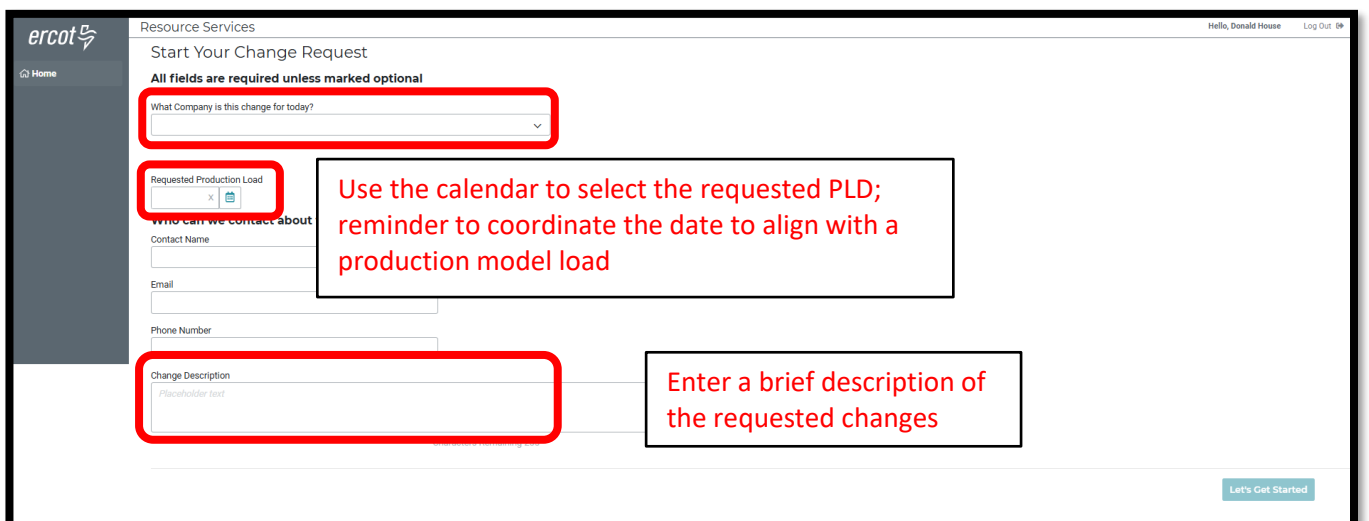 ercot
Resource Services
Hello, Donald House
Log Out
Home
Start Your Change Request
All fields are required unless marked optional
What Company is this change for today?
Requested Production Load
x
Use the calendar to select the requested PLD;
reminder to coordinate the date to align with a
production model load
Who can we contact about
Contact Name
Email
Phone Number
Change Description
Placeholder text
Enter a brief description of
the requested changes
Characters Remaining
Let's Get Started